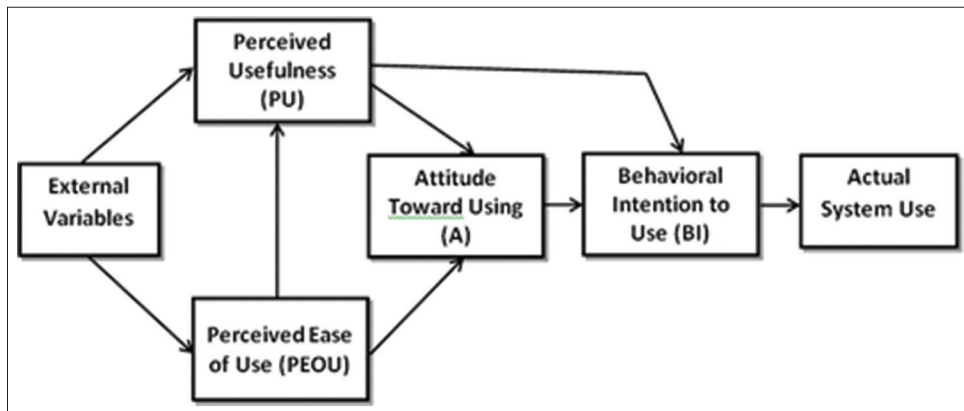 Perceived
Usefulness
(PU)
External
Variables
Attitude
Toward Using
(A)
Behavioral
Intention to
Use (BI)
Actual
System Use
Perceived Ease
of Use (PEOU)